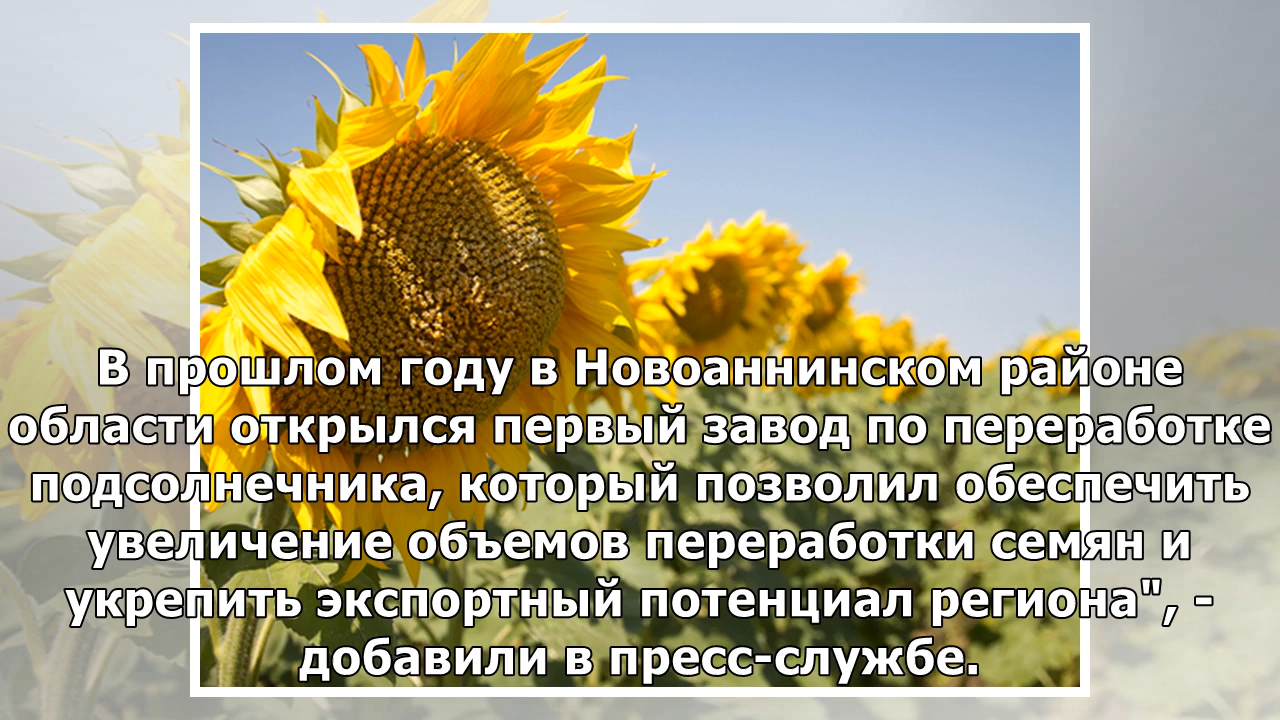 В прошлом году в Новоаннинском районе
области открылся первый завод по переработке
подсолнечника, который позволил обеспечить
увеличение объемов переработки семян и
укрепить экспортный потенциал региона", -
добавили в пресс-службе.